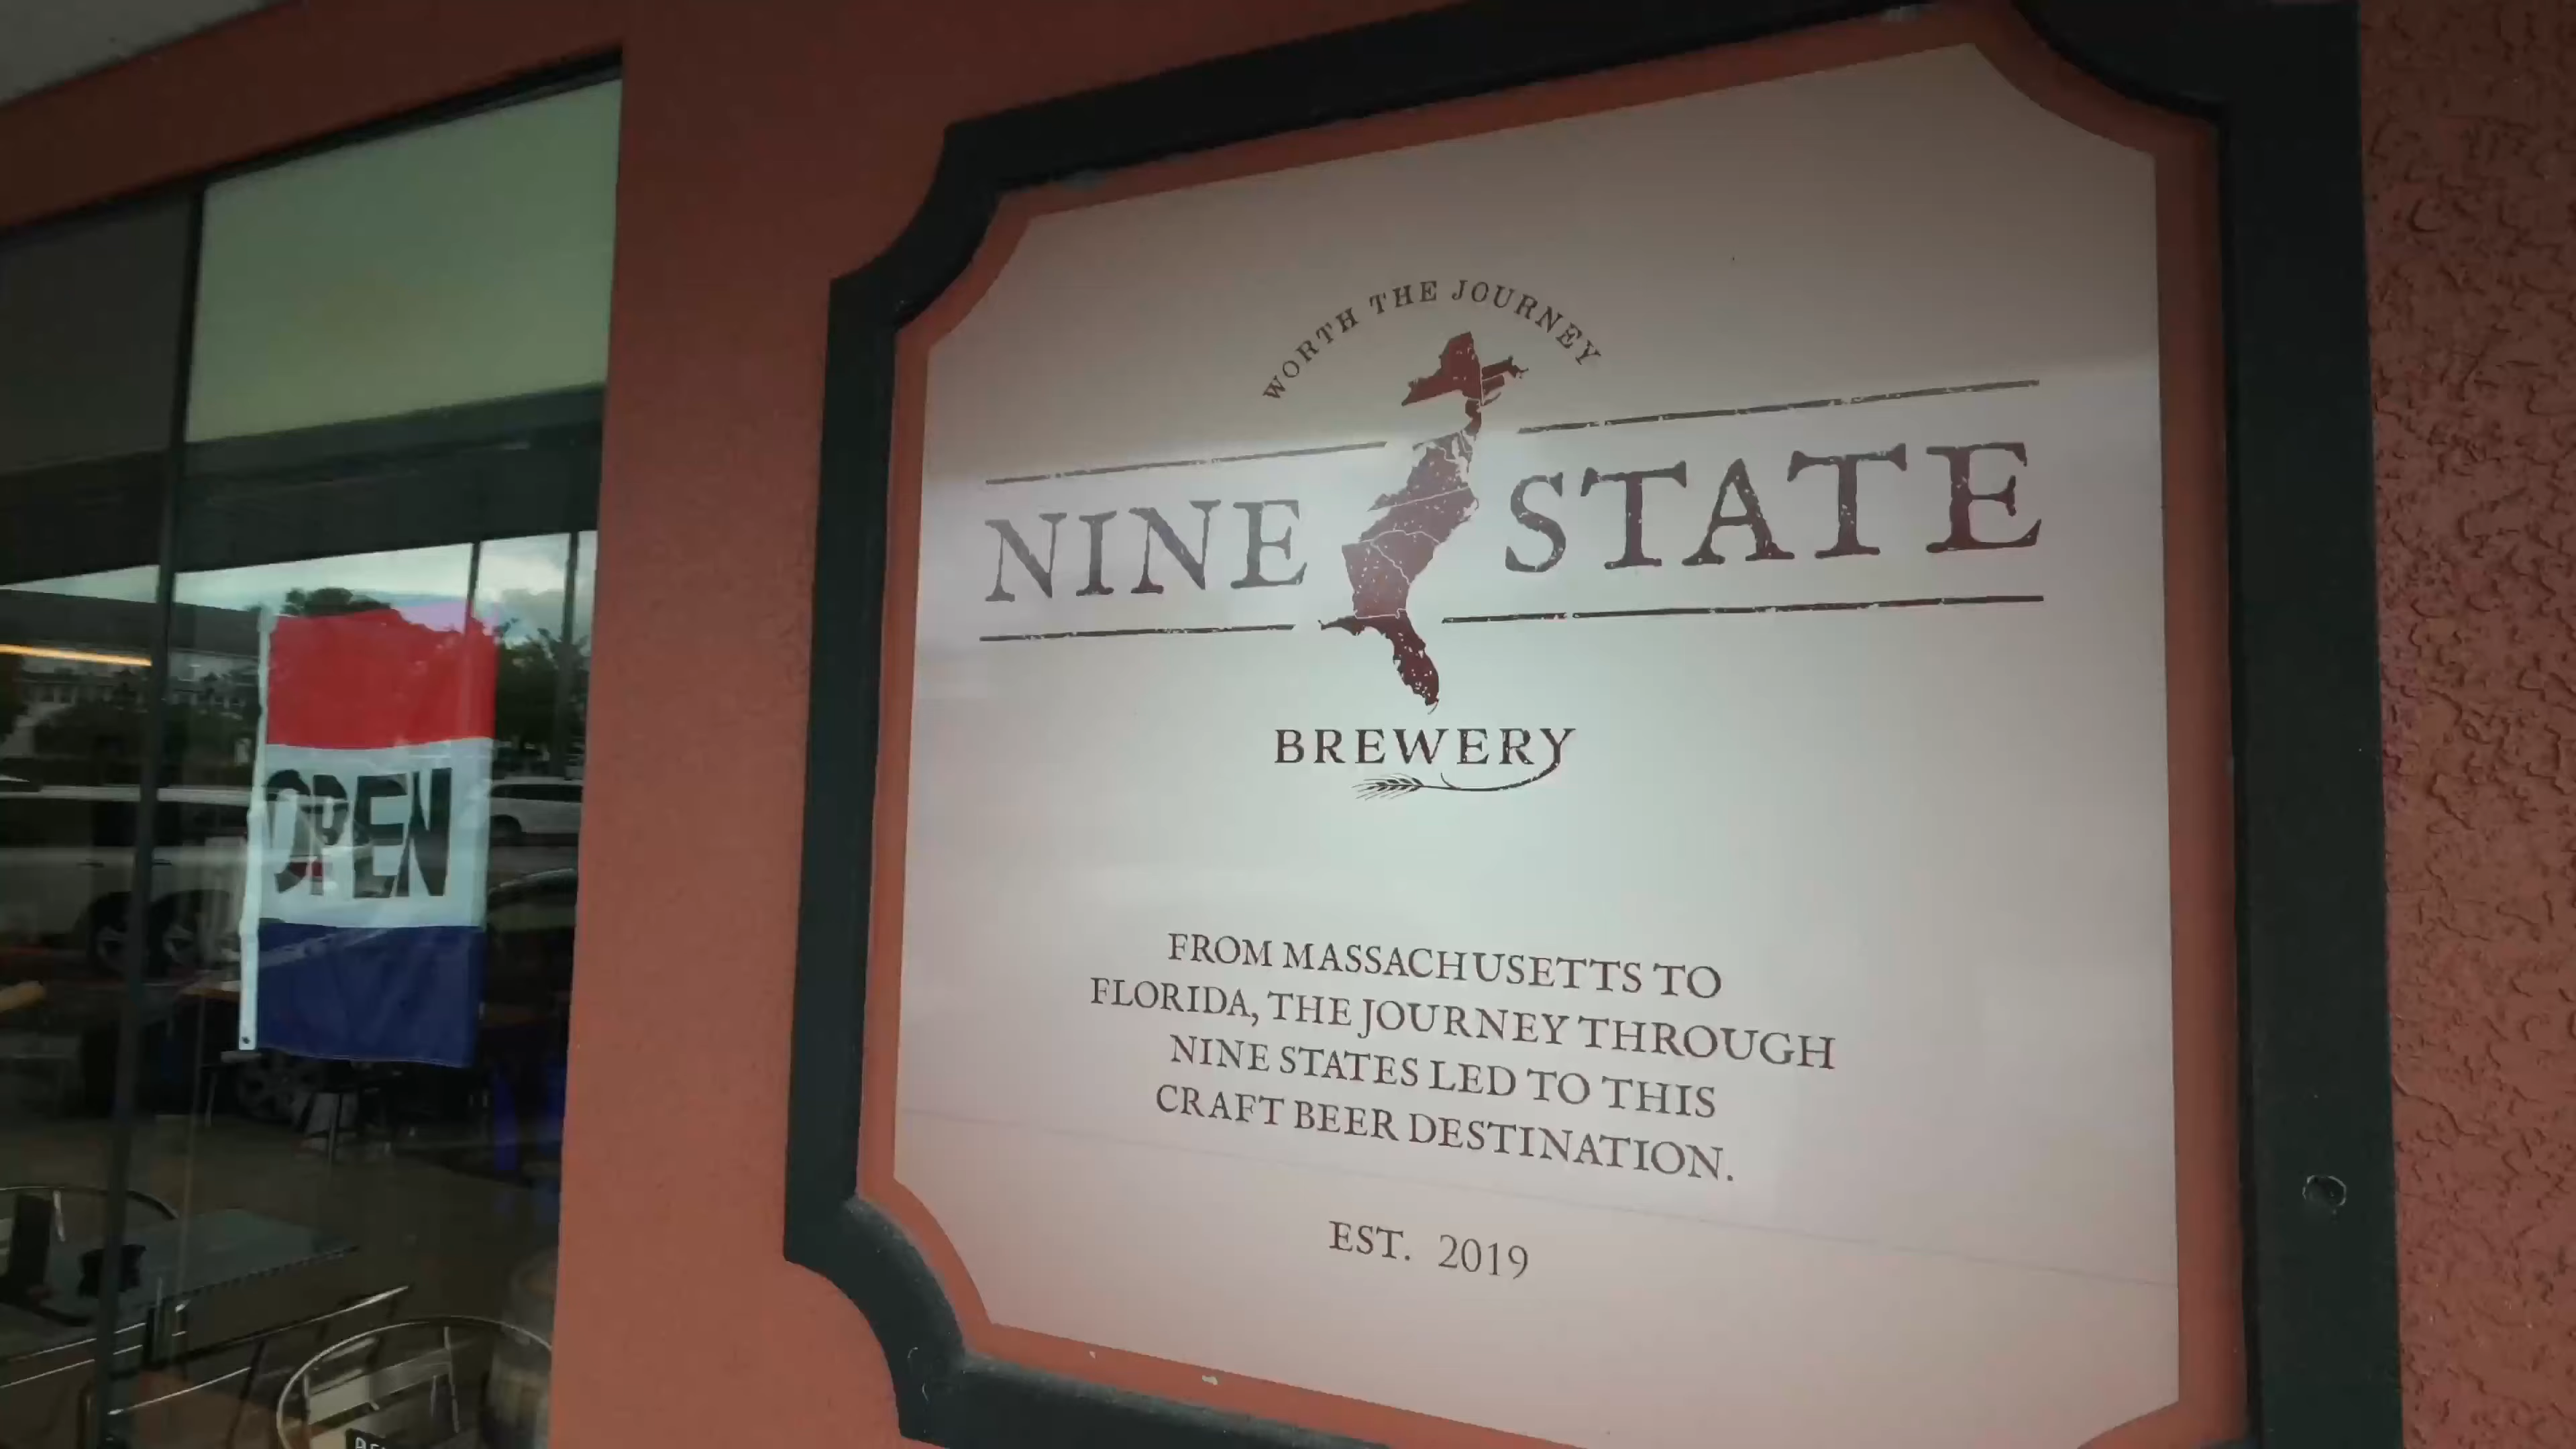 OPEN
WORTH THE JOURNEY
NINE STATE
BREWERY
FROM MASSACHUSETTS TO
FLORIDA, THE JOURNEY THROUGH
NINE STATES LED TO THIS
CRAFT BEER DESTINATION.
EST. 2019